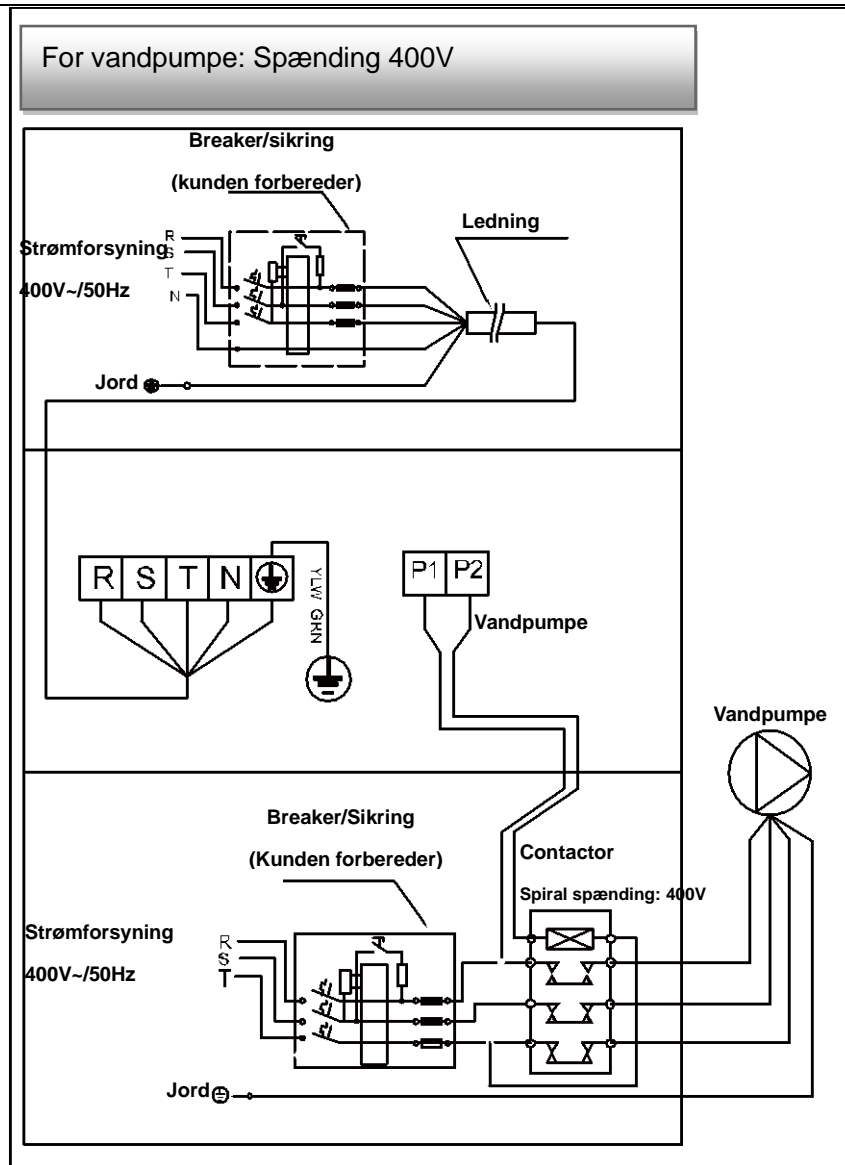 For vandpumpe: Spænding 400V
Breaker/sikring
(kunden forbereder)
Ledning
Strømforsyning
400V~/50Hz
R
S
T
N
Jord
R S T N
YLW GRN
P1 P2
Vandpumpe
Vandpumpe
Breaker/Sikring
(Kunden forbereder)
Contactor
Spiral spænding: 400V
Strømforsyning
400V~/50Hz
R
S
T
Jord